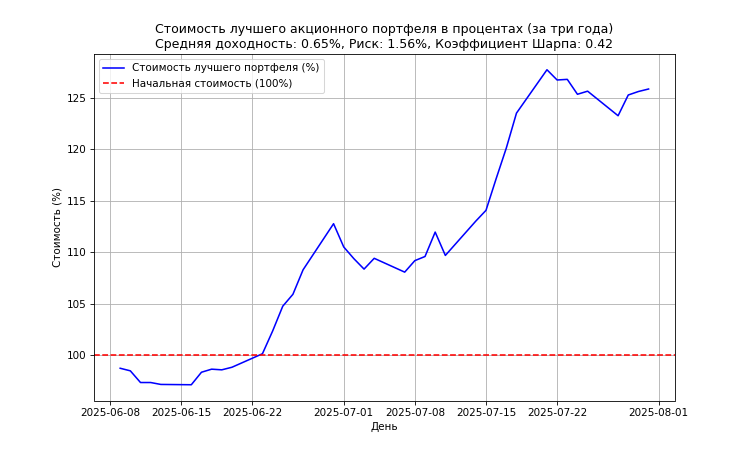 Стоимость лучшего акционного портфеля в процентах (за три года)
Средняя доходность: 0.65%, Риск: 1.56%, Коэффициент Шарпа: 0.42
Стоимость лучшего портфеля (%)
Начальная стоимость (100%)
Стоимость (%)
125
120
115
110
105
100
2025-06-08 2025-06-15 2025-06-22 2025-07-01 2025-07-08 2025-07-15 2025-07-22 2025-08-01
День